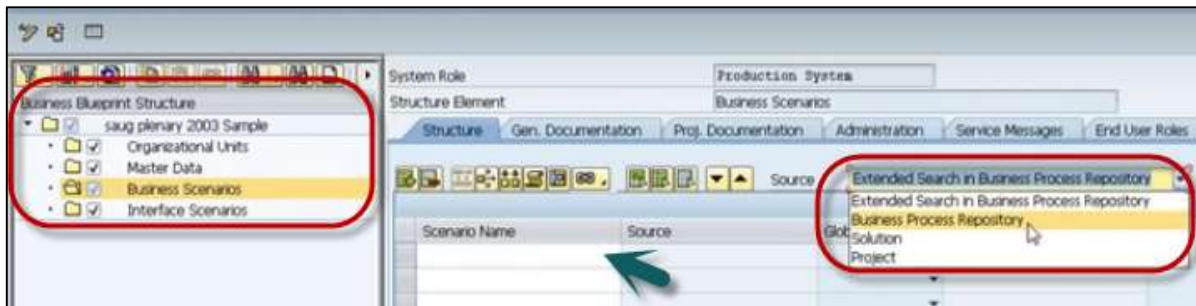 System Role
Production System
Business Blueprint Structure
Structure Element
Business Scenarios
saug plenary 2003 Sample
Structure
Gen. Documentation
Proj. Documentation
Administration
Service Messages
End User Roles
Organizational Units
Master Data
Business Scenarios
Interface Scenarios
Source
Extended Search in Business Process Repository
Extended Search in Business Process Repository
Business Process Repository
Solution
Project
Scenario Name
Source